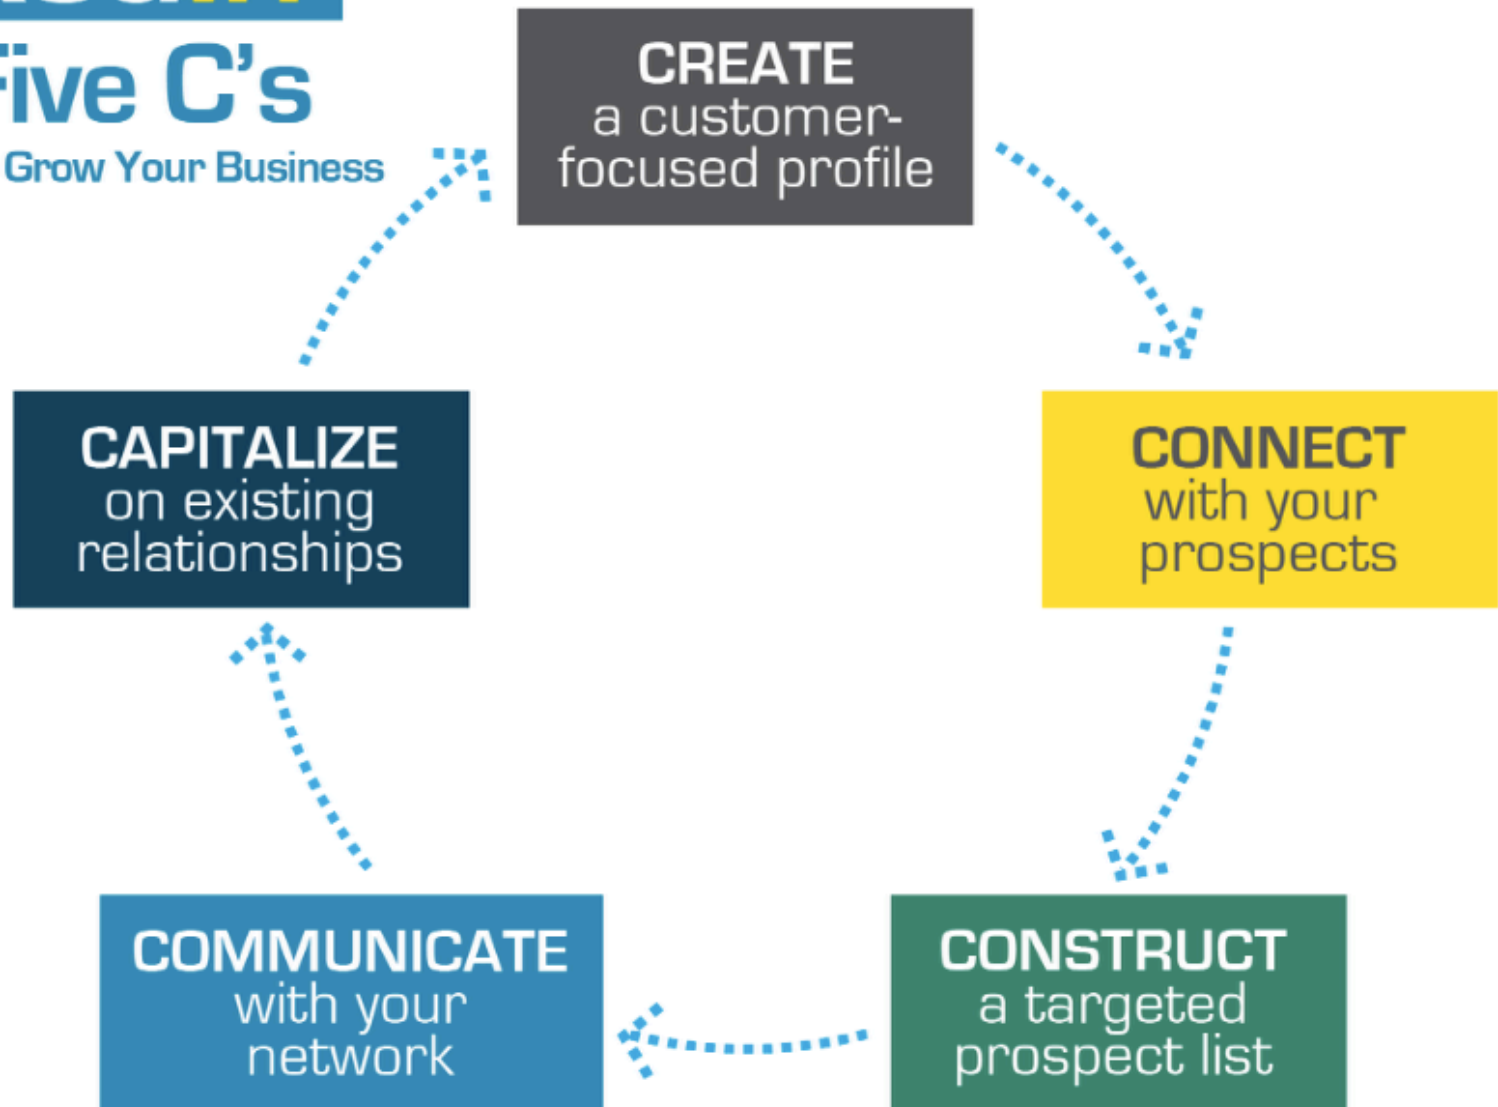 Five C's
Grow Your Business
CREATE
a customer-
focused profile
CONNECT
with your
prospects
CONSTRUCT
a targeted
prospect list
COMMUNICATE
with your
network
CAPITALIZE
on existing
relationships